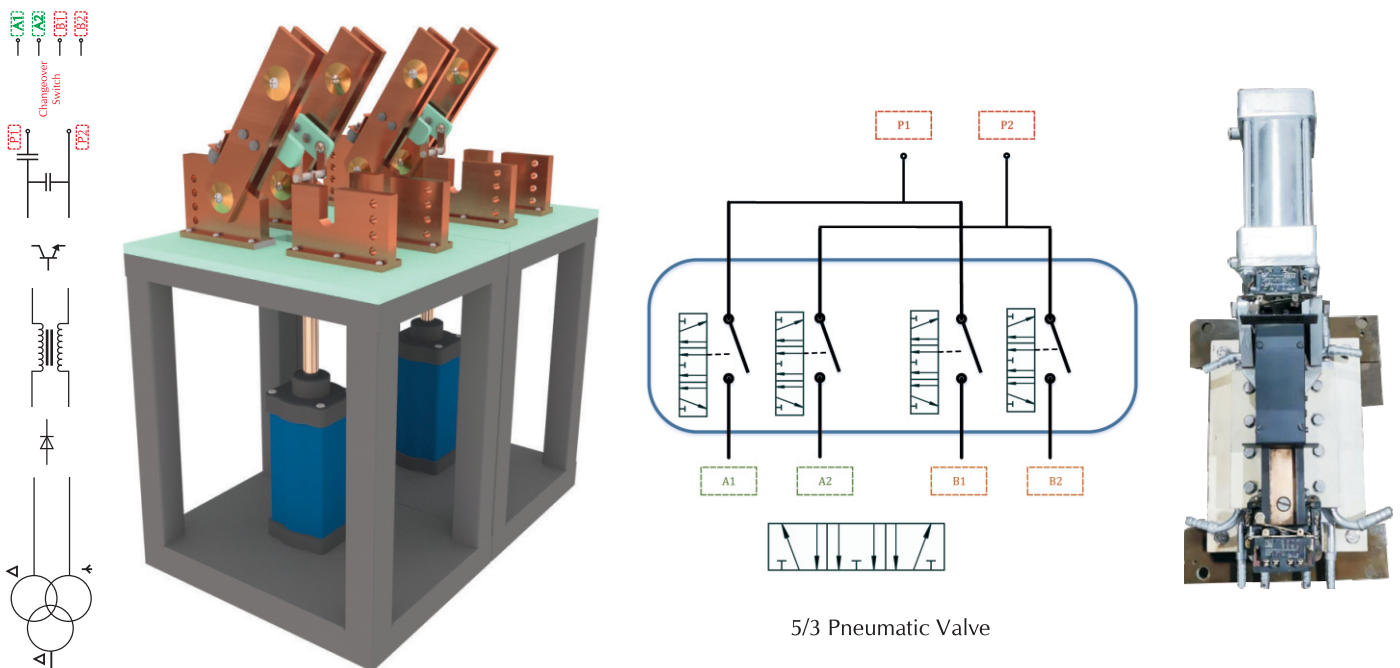 A1 A2 B1 B2
Changeover
Switch
P1 P2
P1 P2
A1 A2 B1 B2
5/3 Pneumatic Valve